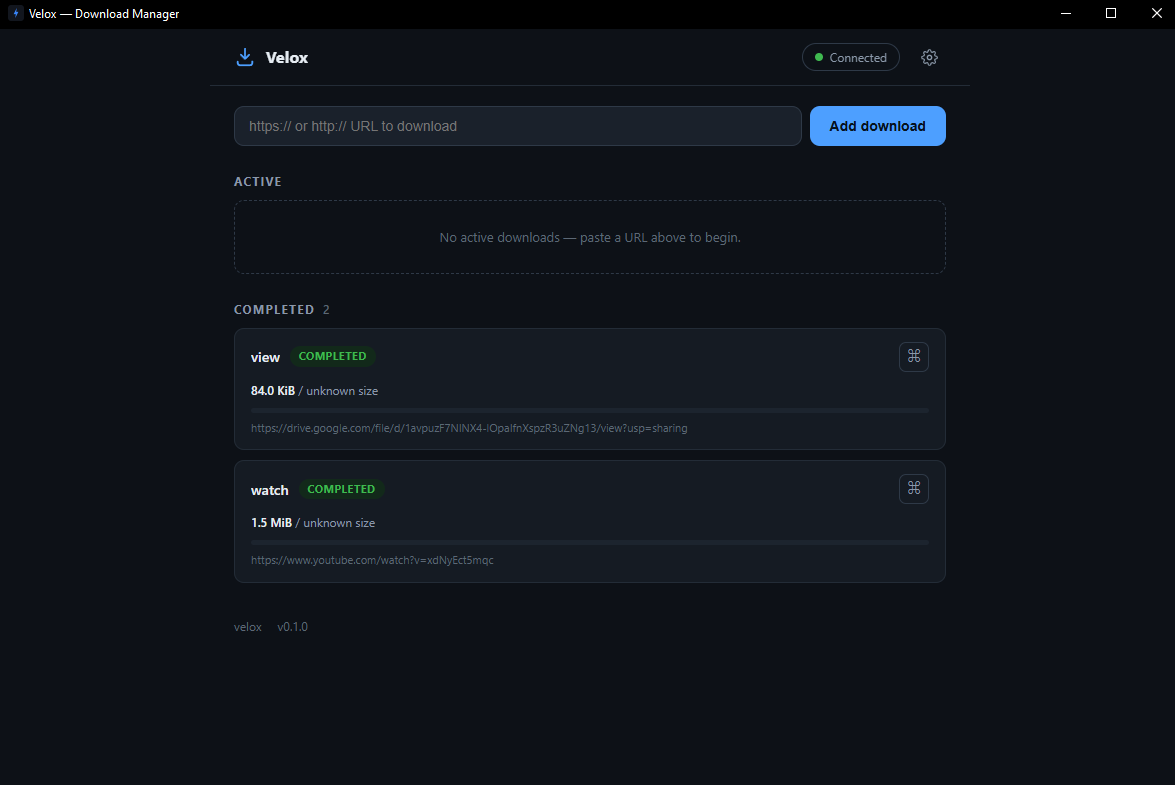 Velox — Download Manager
Velox
Connected
https:// or http:// URL to download
Add download
ACTIVE
No active downloads — paste a URL above to begin.
COMPLETED 2
view COMPLETED
84.0 KiB / unknown size
https://drive.google.com/file/d/1avpuzF7NINX4-IOpaIfnXspzR3uZNg13/view?usp=sharing
watch COMPLETED
1.5 MiB / unknown size
https://www.youtube.com/watch?v=xdNyEct5mqc
velox v0.1.0